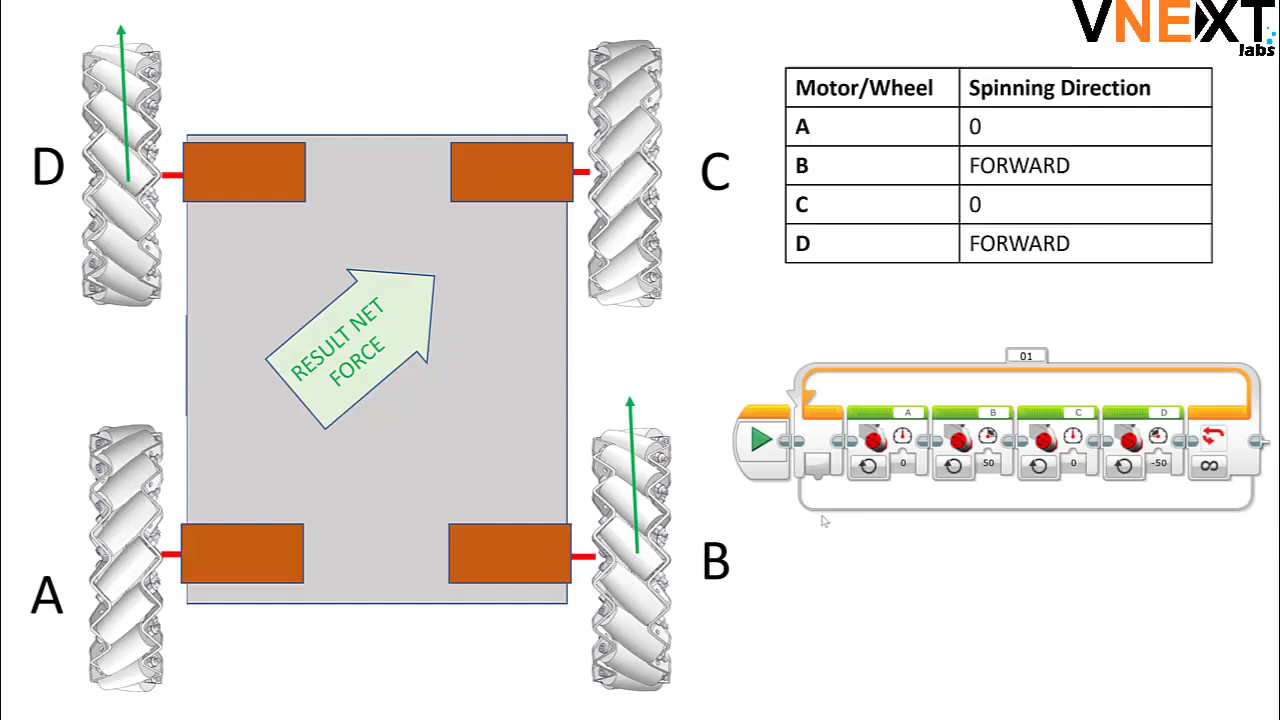 VNEXT
labs
D
C
A
B
RESULT NET
FORCE
Motor/Wheel Spinning Direction
A 0
B FORWARD
C 0
D FORWARD
01
A B C D
0 50 0 -50